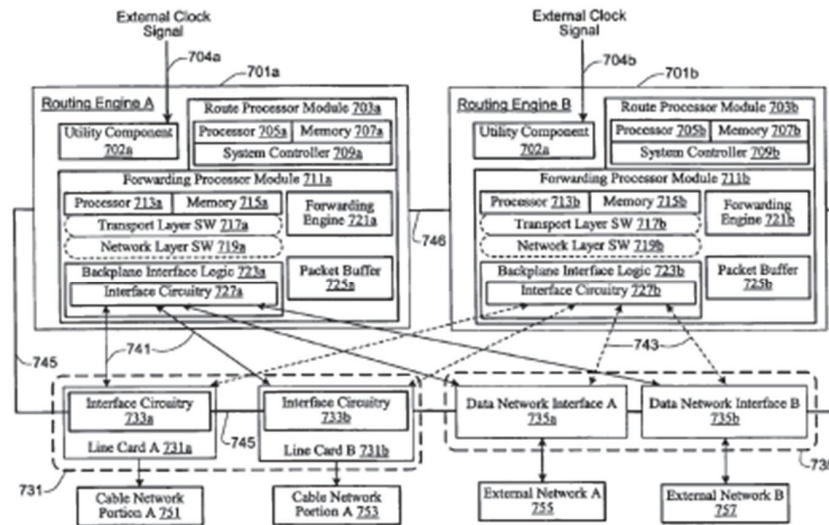 External Clock
Signal
External Clock
Signal
704a
701a
704b
701b
Routing Engine A
Route Processor Module 703a
Processor 705a
Memory 707a
System Controller 709a
Utility Component
702a
Forwarding Processor Module 711a
Processor 713a
Memory 715a
Forwarding
Engine
721a
Transport Layer SW 717a
Network Layer SW 719a
Backplane Interface Logic 723a
Interface Circuitry 727a
Packet Buffer
725a
Routing Engine B
Route Processor Module 703b
Processor 705b
Memory 707b
System Controller 709b
Utility Component
702a
Forwarding Processor Module 711b
Processor 713b
Memory 715b
Forwarding
Engine 721b
Transport Layer SW 717b
Network Layer SW 719b
Backplane Interface Logic 723b
Interface Circuitry 727b
Packet Buffer
725b
746
745
741
743
Interface Circuitry
733a
Line Card A 731a
745
Interface Circuitry
733b
Line Card B 731b
Data Network Interface A
735a
Data Network Interface B
735b
731
735
Cable Network
Portion A 751
Cable Network
Portion A 753
External Network A
755
External Network B
757